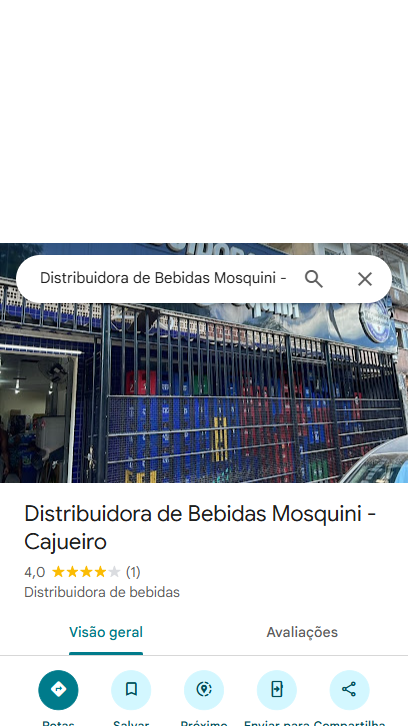 Distribuidora de Bebidas Mosquini -
Distribuidora de Bebidas Mosquini -
Cajueiro
4,0
(1)
Distribuidora de bebidas
Visão geral
Avaliações
Rotas
Salvar
Próximo
Enviar para
Compartilha